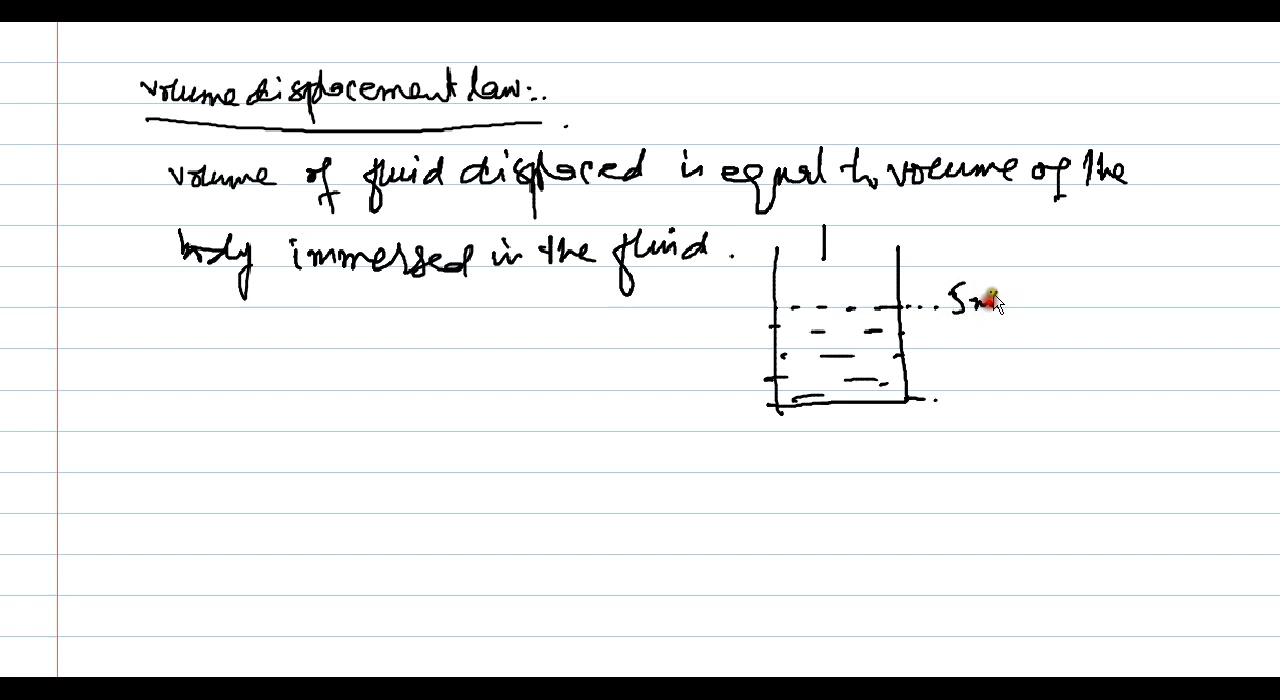 volume displacement law:.
volume of fluid displaced is equal to volume of the
body immersed in the fluid.